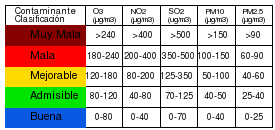 Contaminante O3 NO2 SO2 PM10 PM2.5
Clasificación (µg/m3) (µg/m3) (µg/m3) (µg/m3) (µg/m3)
Muy Mala >240 >400 >500 >150 >90
Mala 180-240 200-400 350-500 100-150 60-90
Mejorable 120-180 80-200 125-350 50-100 40-60
Admisible 80-120 40-80 70-125 40-50 25-40
Buena 0-80 0-40 0-70 0-40 0-25